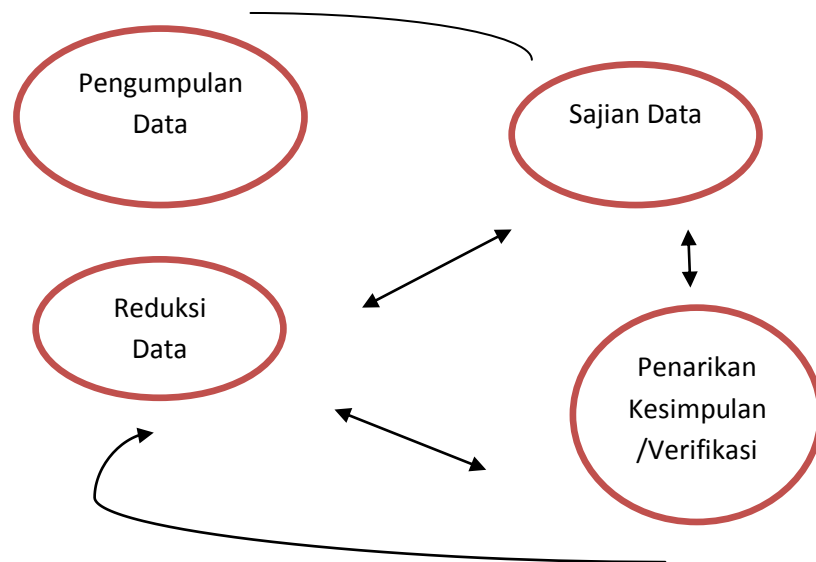 Pengumpulan
Data
Sajian Data
Reduksi
Data
Penarikan
Kesimpulan
/Verifikasi